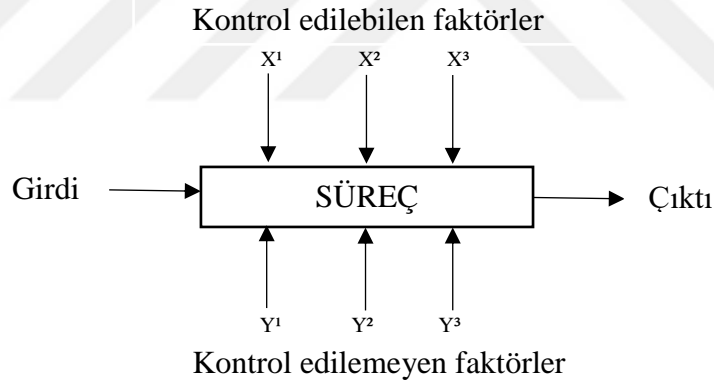 Kontrol edilebilen faktörler
X¹ X² X³
Girdi SÜREÇ Çıktı
Y¹ Y² Y³
Kontrol edilemeyen faktörler